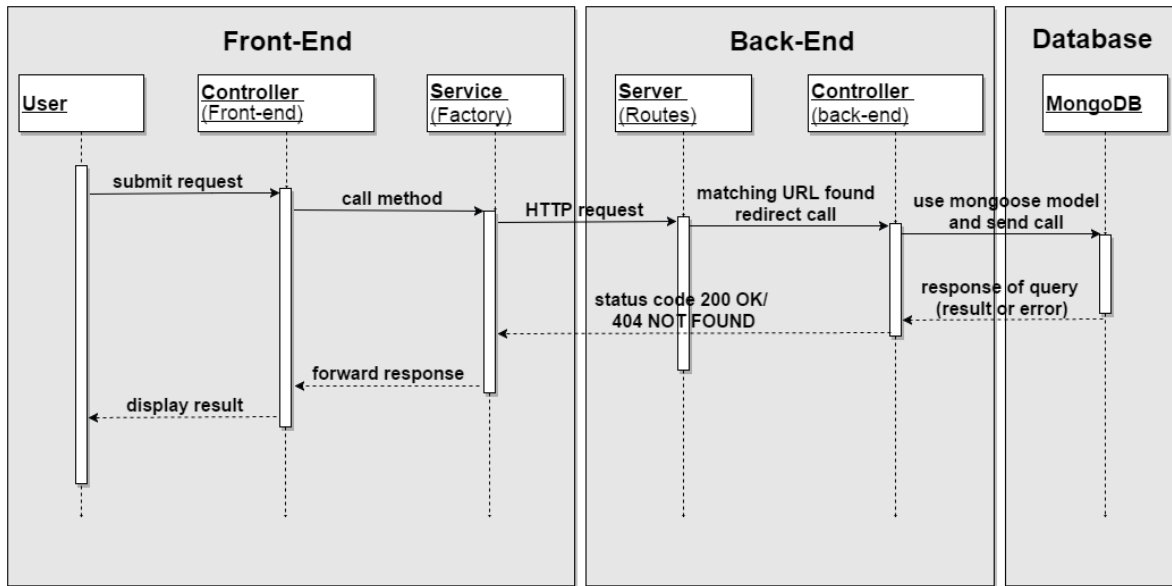 Front-End
Back-End
Database
User
Controller
(Front-end)
Service
(Factory)
Server
(Routes)
Controller
(back-end)
MongoDB
submit request
call method
HTTP request
matching URL found
redirect call
use mongoose model
and send call
response of query
(result or error)
status code 200 OK/
404 NOT FOUND
forward response
display result